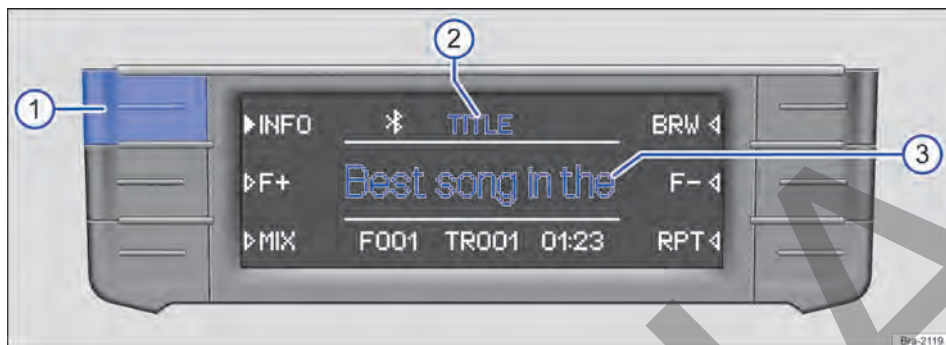 1 2 3
INFO TITLE BRW
F+ Best song in the F-
MIX F001 TR001 01:23 RPT
Bra-2119